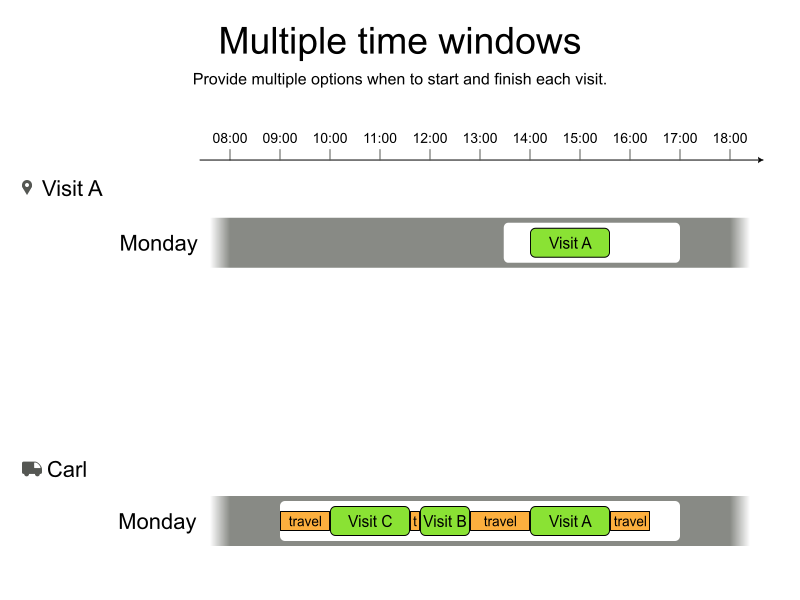 Multiple time windows
Provide multiple options when to start and finish each visit.
08:00 09:00 10:00 11:00 12:00 13:00 14:00 15:00 16:00 17:00 18:00
Visit A
Monday Visit A
Carl
Monday travel Visit C t Visit B travel Visit A travel